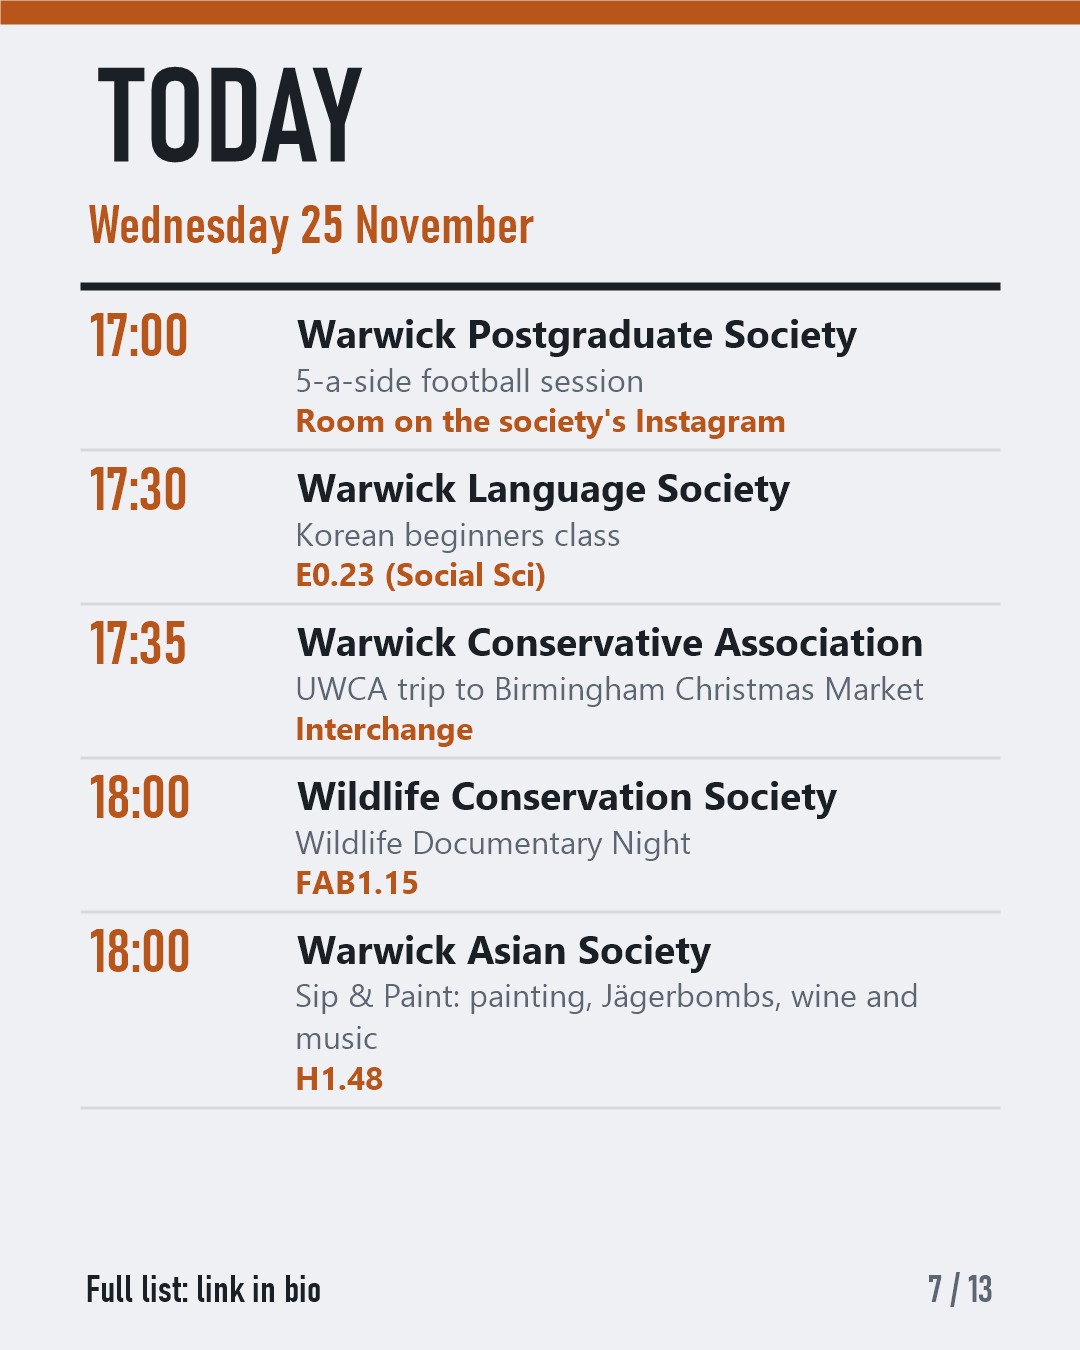 TODAY
Wednesday 25 November
17:00
Warwick Postgraduate Society
5-a-side football session
Room on the society's Instagram
17:30
Warwick Language Society
Korean beginners class
E0.23 (Social Sci)
17:35
Warwick Conservative Association
UWCA trip to Birmingham Christmas Market
Interchange
18:00
Wildlife Conservation Society
Wildlife Documentary Night
FAB1.15
18:00
Warwick Asian Society
Sip & Paint: painting, Jägerbombs, wine and
music
H1.48
Full list: link in bio
7 / 13